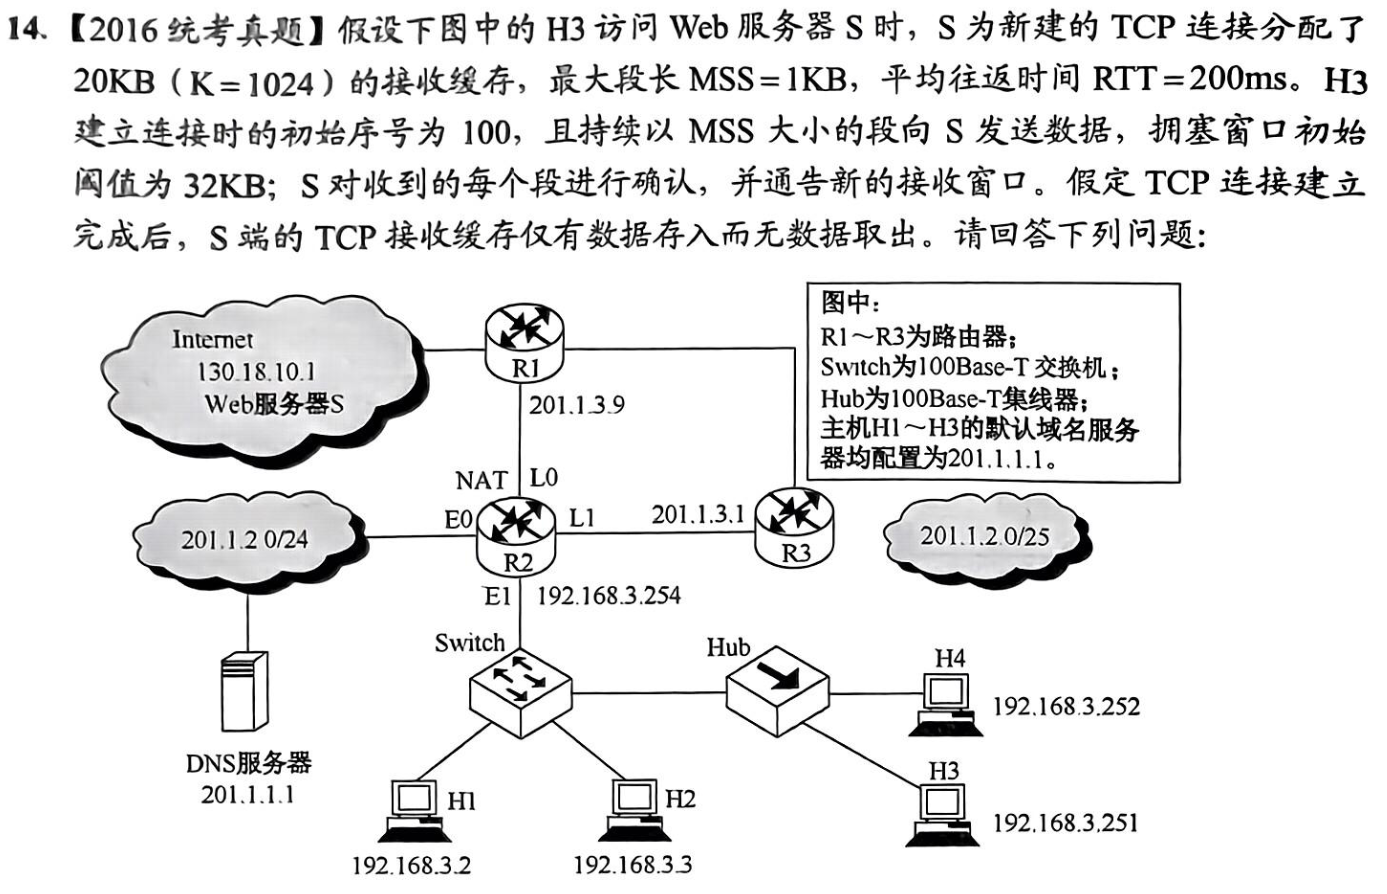 14、【2016 统考真题】假设下图中的 H3 访问 Web 服务器 S 时，S 为新建的 TCP 连接分配了
20KB（K=1024）的接收缓存，最大段长 MSS=1KB，平均往返时间 RTT=200ms。H3
建立连接时的初始序号为 100，且持续以 MSS 大小的段向 S 发送数据，拥塞窗口初始
阈值为 32KB；S 对收到的每个段进行确认，并通告新的接收窗口。假定 TCP 连接建立
完成后，S 端的 TCP 接收缓存仅有数据存入而无数据取出。请回答下列问题：
Internet
130.18.10.1
Web服务器S
R1
201.1.3.9
图中：
R1～R3为路由器；
Switch为100Base-T 交换机；
Hub为100Base-T集线器；
主机H1～H3的默认域名服务
器均配置为201.1.1.1。
NAT
L0
E0
L1
201.1.3.1
201.1.2 0/24
R2
R3
201.1.2.0/25
E1
192.168.3.254
Switch
Hub
H4
192.168.3.252
DNS服务器
201.1.1.1
H1
H2
H3
192.168.3.251
192.168.3.2
192.168.3.3